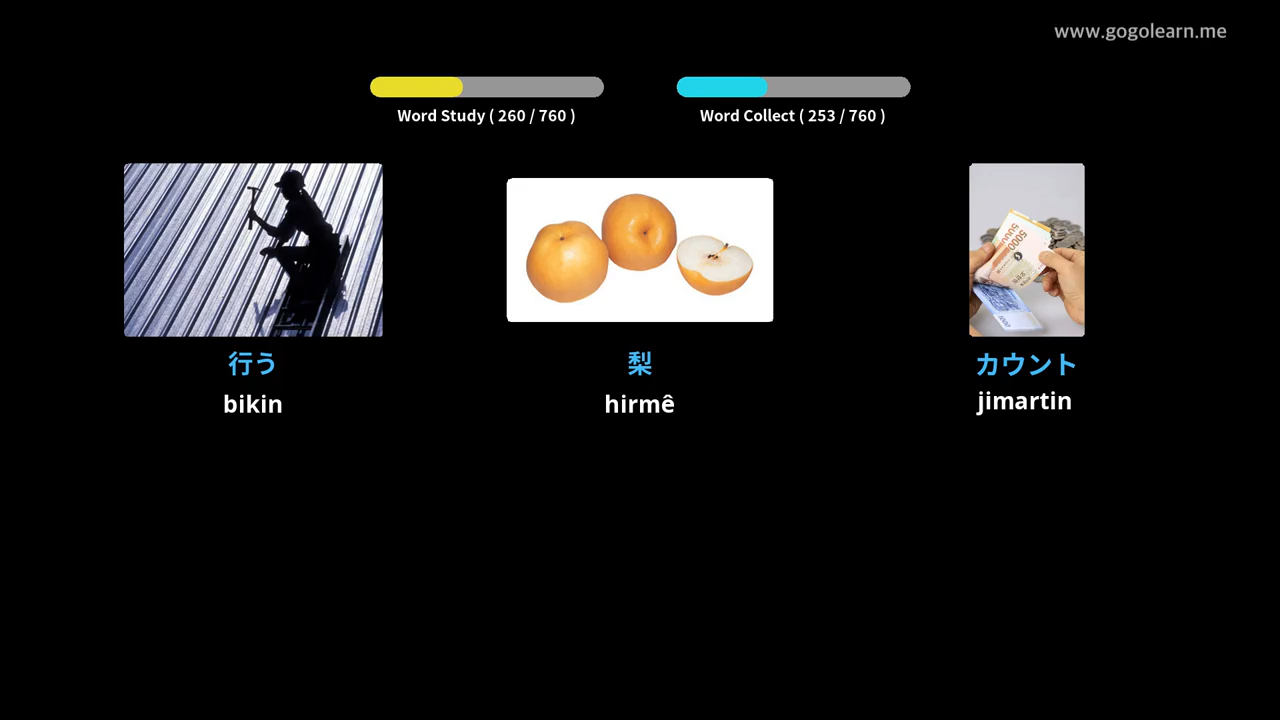 www.gogolearn.me
Word Study ( 260 / 760 )
Word Collect ( 253 / 760 )
行う
梨
カウント
bikin
hirmê
jimartin